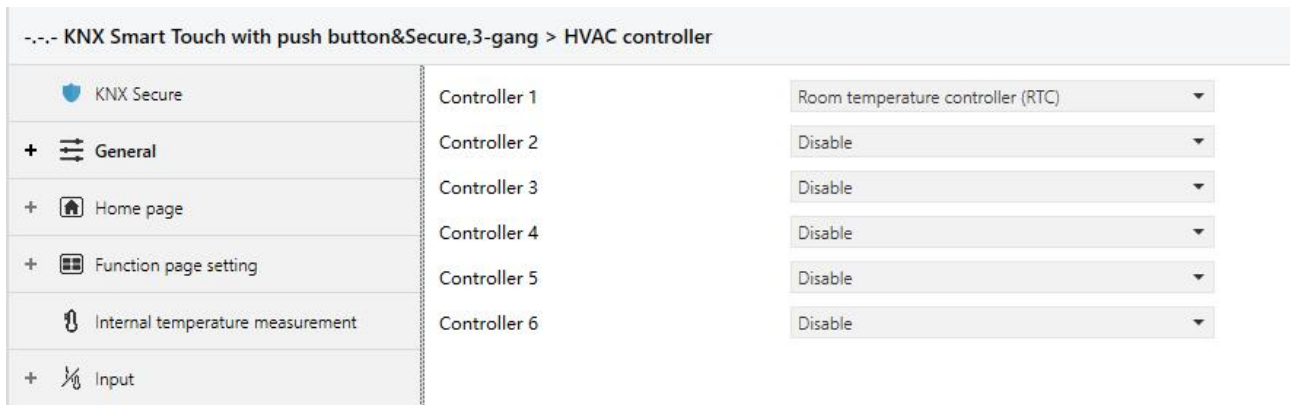 -.-.- KNX Smart Touch with push button&Secure,3-gang > HVAC controller
KNX Secure
+ General
+ Home page
+ Function page setting
Internal temperature measurement
+ Input
Controller 1 Room temperature controller (RTC)
Controller 2 Disable
Controller 3 Disable
Controller 4 Disable
Controller 5 Disable
Controller 6 Disable